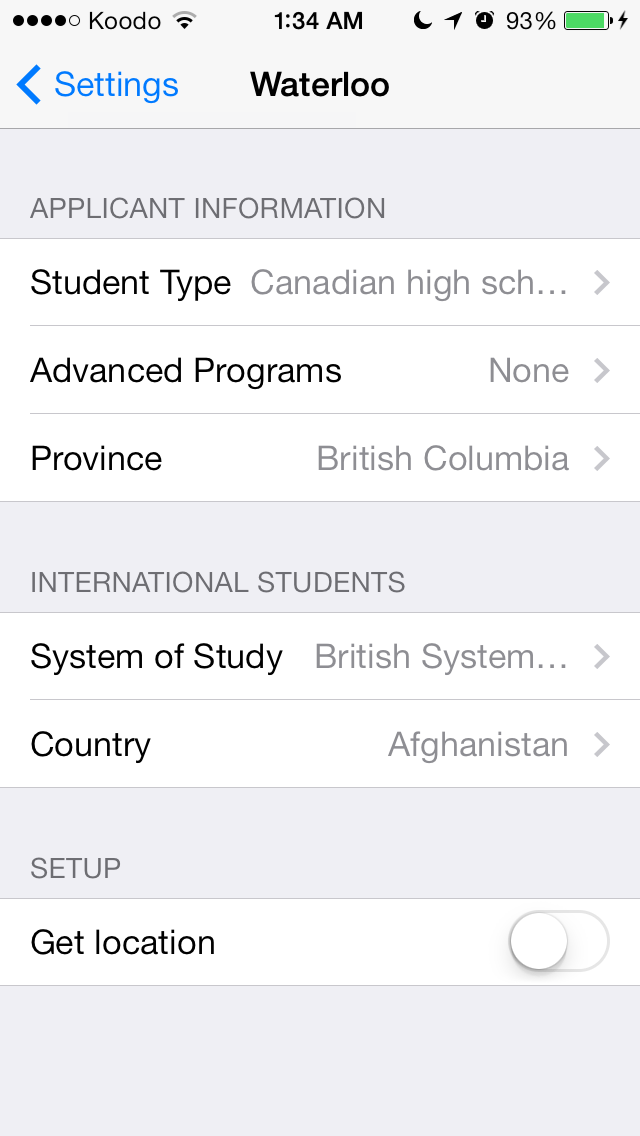 Koodo 1:34 AM 93%
Settings Waterloo
APPLICANT INFORMATION
Student Type Canadian high sch...
Advanced Programs None
Province British Columbia
INTERNATIONAL STUDENTS
System of Study British System...
Country Afghanistan
SETUP
Get location